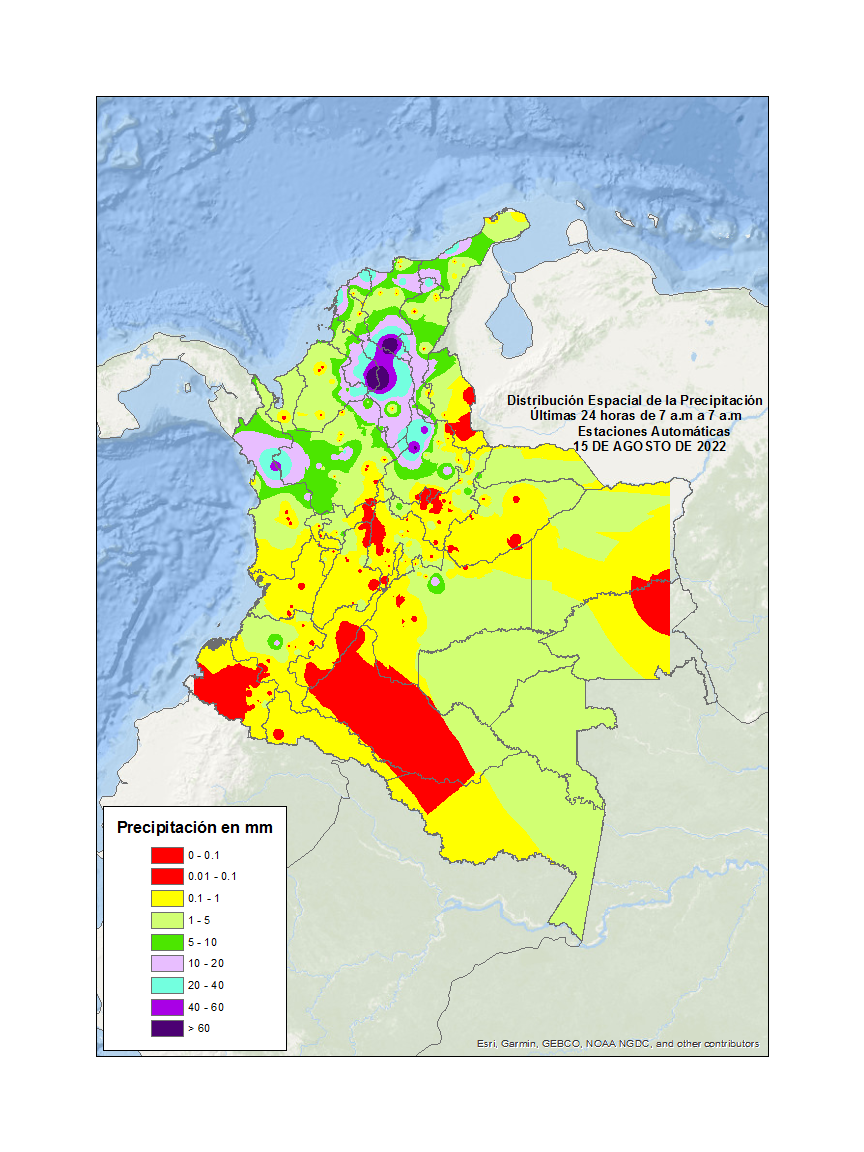 Distribución Espacial de la Precipitación
Últimas 24 horas de 7 a.m a 7 a.m
Estaciones Automáticas
15 DE AGOSTO DE 2022
Precipitación en mm
0 - 0.1
0.01 - 0.1
0.1 - 1
1 - 5
5 - 10
10 - 20
20 - 40
40 - 60
> 60
Esri, Garmin, GEBCO, NOAA NGDC, and other contributors